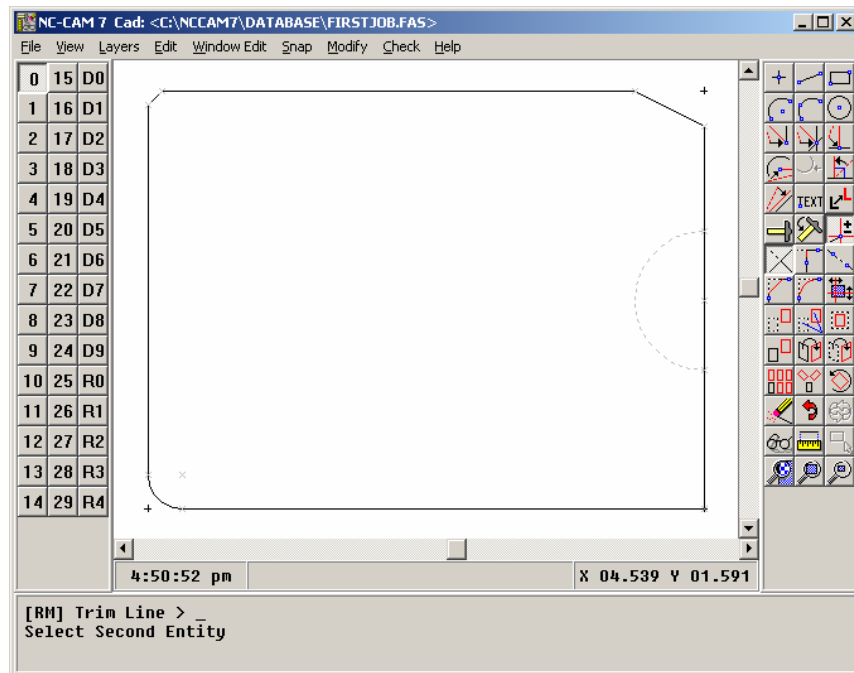 NC-CAM 7 Cad: <C:\NCCAM7\DATABASE\FIRSTJOB.FAS>
File View Layers Edit Window Edit Snap Modify Check Help
0 15 D0
1 16 D1
2 17 D2
3 18 D3
4 19 D4
TEXT
5 20 D5
6 21 D6
7 22 D7
8 23 D8
9 24 D9
10 25 R0
11 26 R1
12 27 R2
13 28 R3
14 29 R4
4:50:52 pm X 04.539 Y 01.591
[RM] Trim Line > _
Select Second Entity